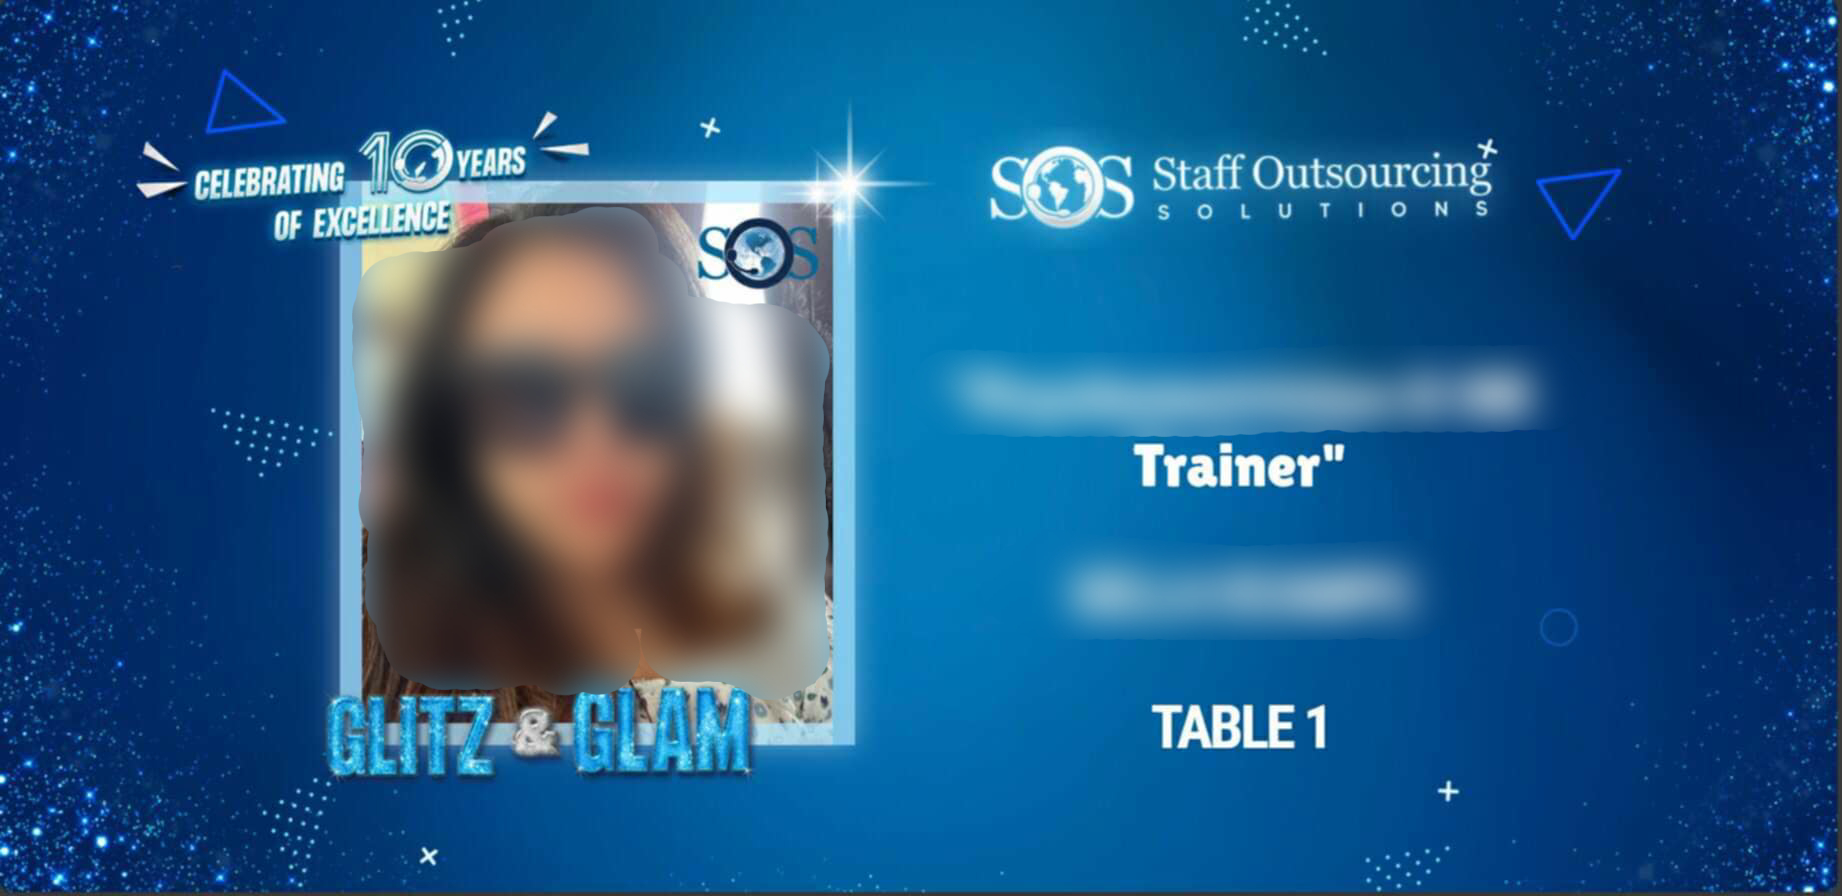 CELEBRATING 10 YEARS
OF EXCELLENCE
SOS
GLITZ & GLAM
SOS Staff Outsourcing
SOLUTIONS
Trainer"
TABLE 1